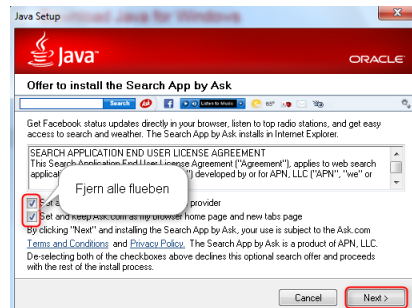 Java Setup
Java
ORACLE
Offer to install the Search App by Ask
Search
Listen to Music
65°
Get Facebook status updates directly in your browser, listen to top radio stations, and get easy
access to search and weather. The Search App by Ask installs in Internet Explorer.
SEARCH APPLICATION END USER LICENSE AGREEMENT
This Search Application End User License Agreement ("Agreement"), applies to web search
applicat ") developed by or for APN, LLC ("APN", "we" or
Fjern alle flueben
provider
Set and keep Ask.com as my browser home page and new tabs page
By clicking "Next" and installing the Search App by Ask, your use is subject to the Ask.com
Terms and Conditions and Privacy Policy. The Search App by Ask is a product of APN, LLC.
De-selecting both of the checkboxes above declines this optional search offer and proceeds
with the rest of the install process.
Cancel
Next >